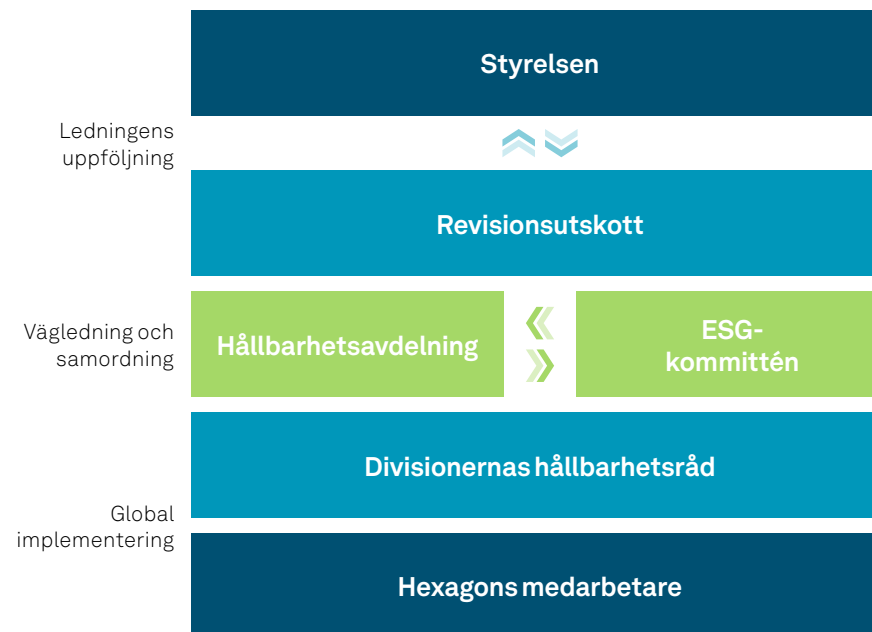 Styrelsen
Ledningens
uppföljning
Revisionsutskott
Vägledning och
samordning
Hållbarhetsavdelning
ESG-
kommittén
Divisionernas hållbarhetsråd
Global
implementering
Hexagons medarbetare